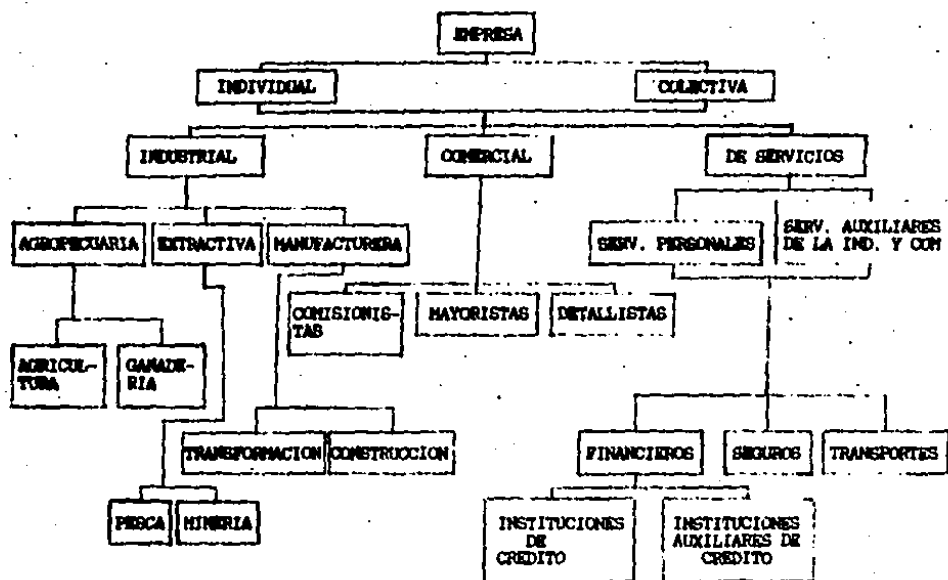 EMPRESA
INDIVIDUAL
COLECTIVA
INDUSTRIAL
COMERCIAL
DE SERVICIOS
AGROPECUARIA
EXTRACTIVA
MANUFACTURERA
SERV. PERSONALES
SERV. AUXILIARES
DE LA IND. Y COM
COMISIONIS-
TAS
MAYORISTAS
DETALLISTAS
AGRICUL-
TURA
GANADE-
RIA
TRANSFORMACION
CONSTRUCCION
FINANCIEROS
SEGUROS
TRANSPORTES
PESCA
MINERIA
INSTITUCIONES
DE
CREDITO
INSTITUCIONES
AUXILIARES DE
CREDITO